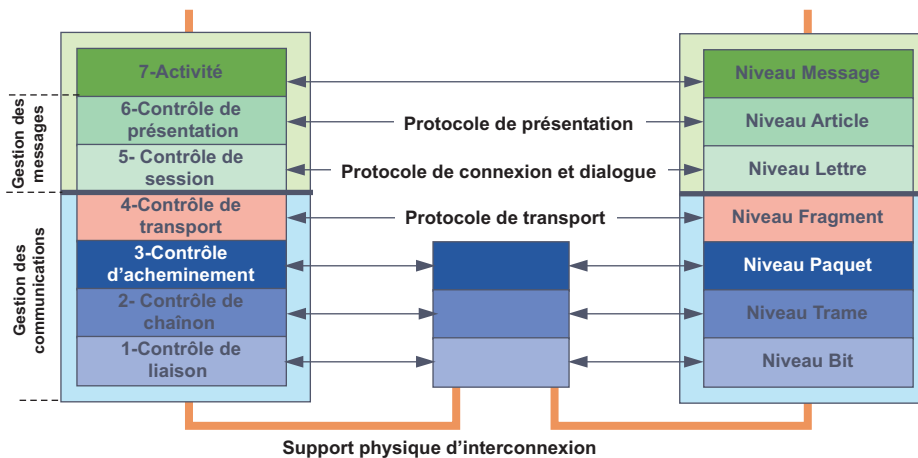 7-Activité
Niveau Message
Gestion des
messages
6-Contrôle de
présentation
Protocole de présentation
Niveau Article
5- Contrôle de
session
Protocole de connexion et dialogue
Niveau Lettre
Gestion des
communications
4-Contrôle de
transport
Protocole de transport
Niveau Fragment
3-Contrôle
d’acheminement
Niveau Paquet
2- Contrôle de
chaînon
Niveau Trame
1-Contrôle de
liaison
Niveau Bit
Support physique d’interconnexion